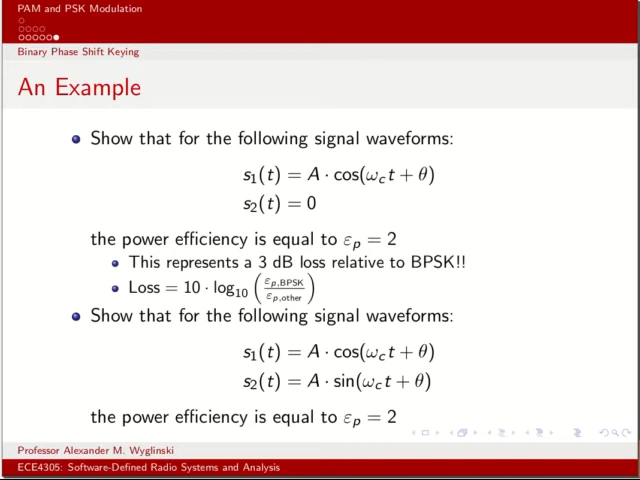 PAM and PSK Modulation
Binary Phase Shift Keying
An Example
Show that for the following signal waveforms:
s₁(t) = A · cos(ω_c t + θ)
s₂(t) = 0
the power efficiency is equal to ε_p = 2
This represents a 3 dB loss relative to BPSK!!
Loss = 10 · log₁₀ (ε_p,BPSK / ε_p,other)
Show that for the following signal waveforms:
s₁(t) = A · cos(ω_c t + θ)
s₂(t) = A · sin(ω_c t + θ)
the power efficiency is equal to ε_p = 2
Professor Alexander M. Wyglinski
ECE4305: Software-Defined Radio Systems and Analysis